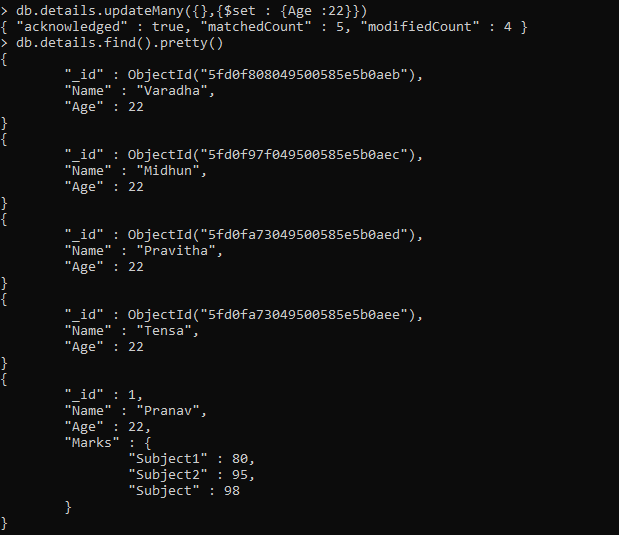 > db.details.updateMany({},{$set : {Age :22}})
{ "acknowledged" : true, "matchedCount" : 5, "modifiedCount" : 4 }
> db.details.find().pretty()
{
        "_id" : ObjectId("5fd0f808049500585e5b0aeb"),
        "Name" : "Varadha",
        "Age" : 22
}
{
        "_id" : ObjectId("5fd0f97f049500585e5b0aec"),
        "Name" : "Midhun",
        "Age" : 22
}
{
        "_id" : ObjectId("5fd0fa73049500585e5b0aed"),
        "Name" : "Pravitha",
        "Age" : 22
}
{
        "_id" : ObjectId("5fd0fa73049500585e5b0aee"),
        "Name" : "Tensa",
        "Age" : 22
}
{
        "_id" : 1,
        "Name" : "Pranav",
        "Age" : 22,
        "Marks" : {
                "Subject1" : 80,
                "Subject2" : 95,
                "Subject" : 98
        }
}